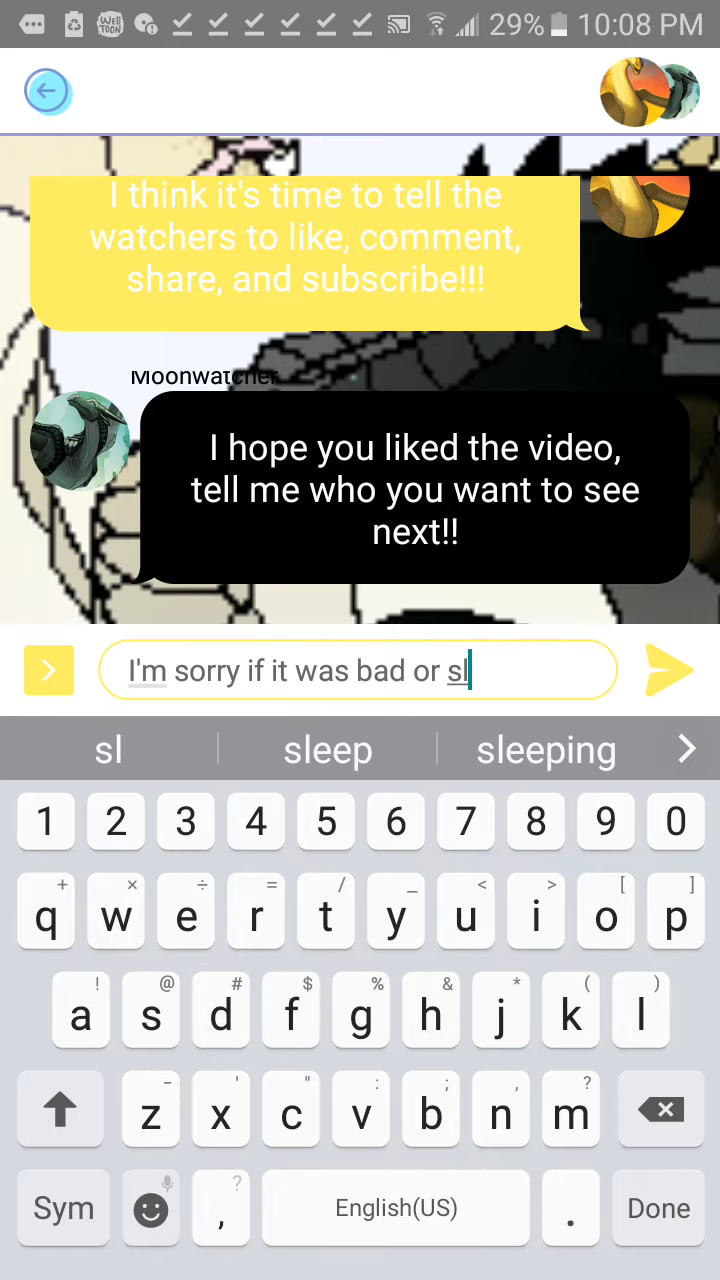 WEB
TOON
29% 10:08 PM
I think it's time to tell the
watchers to like, comment,
share, and subscribe!!!
Moonwatcher
I hope you liked the video,
tell me who you want to see
next!!
I'm sorry if it was bad or sl
sl sleep sleeping
1 2 3 4 5 6 7 8 9 0
+ × ÷ = / _ < > [ ]
q w e r t y u i o p
! @ # $ % & * ( )
a s d f g h j k l
- ' " : ; , ?
z x c v b n m
?
Sym , English(US) . Done